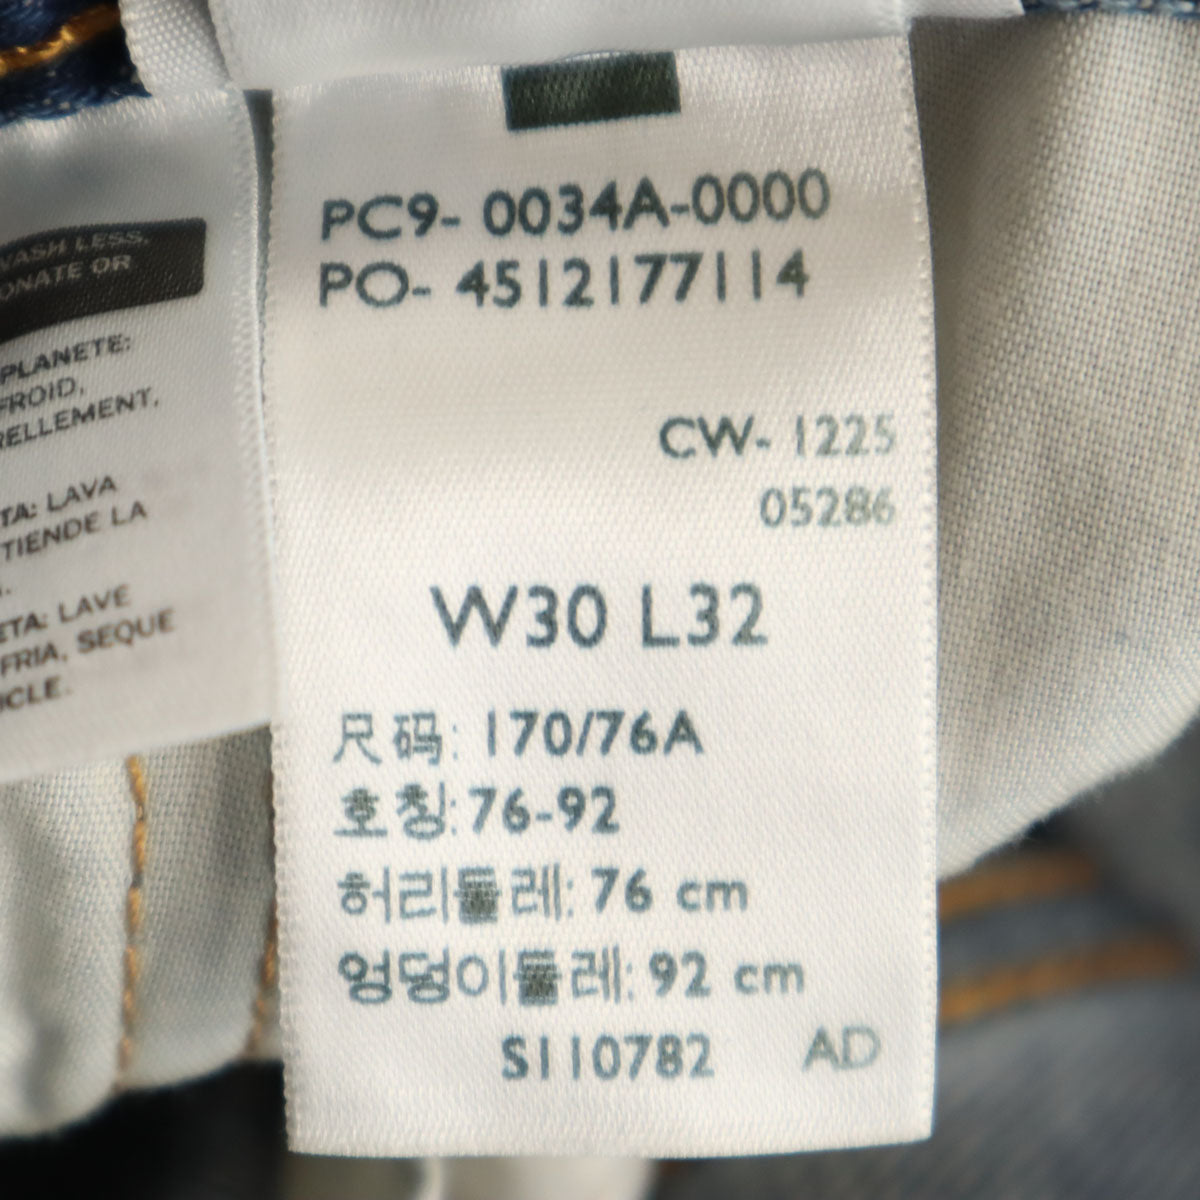 WASH LESS,
ONATE OR
PLANETE:
FROID,
RELLEMENT.
TA: LAVA
TIENDE LA
ETA: LAVE
FRIA, SEQUE
ICLE.
PC9- 0034A-0000
PO- 4512177114
CW- 1225
05286
W30 L32
尺码: 170/76A
호칭: 76-92
허리둘레: 76 cm
엉덩이둘레: 92 cm
S110782 AD